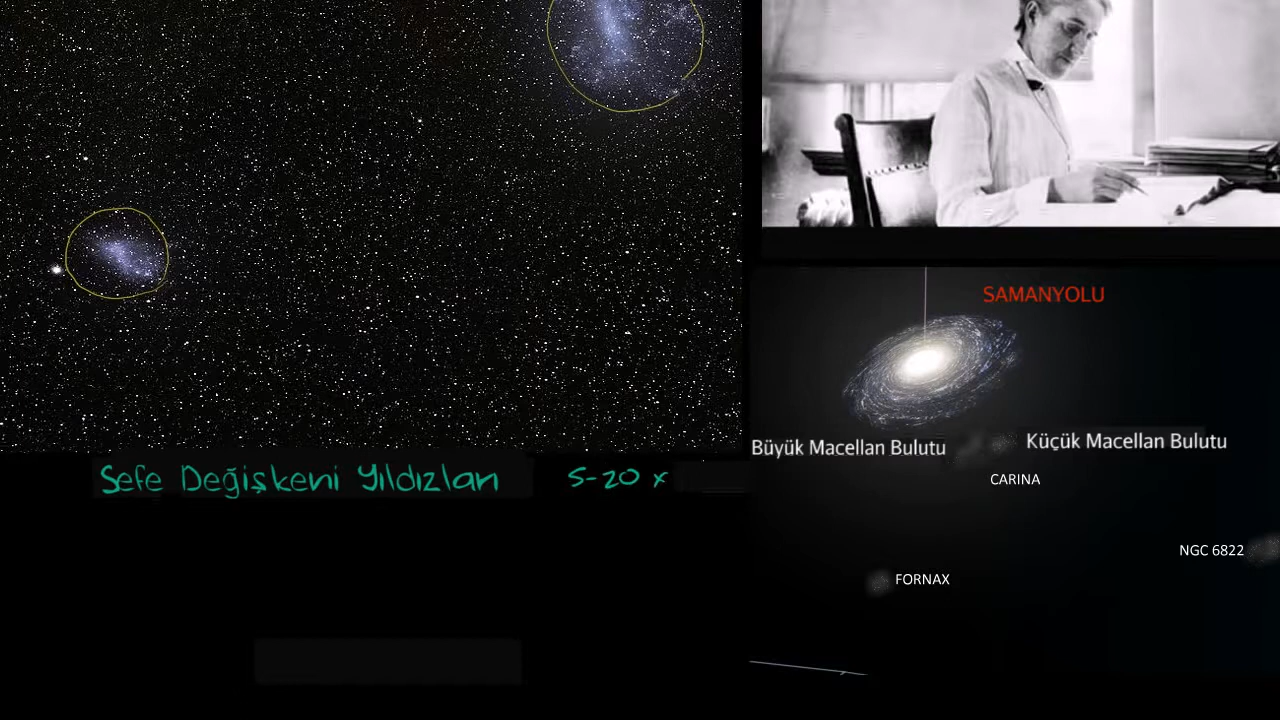 Sefe Değişkeni Yıldızları
5-20 x
SAMANYOLU
Büyük Macellan Bulutu
Küçük Macellan Bulutu
CARINA
NGC 6822
FORNAX